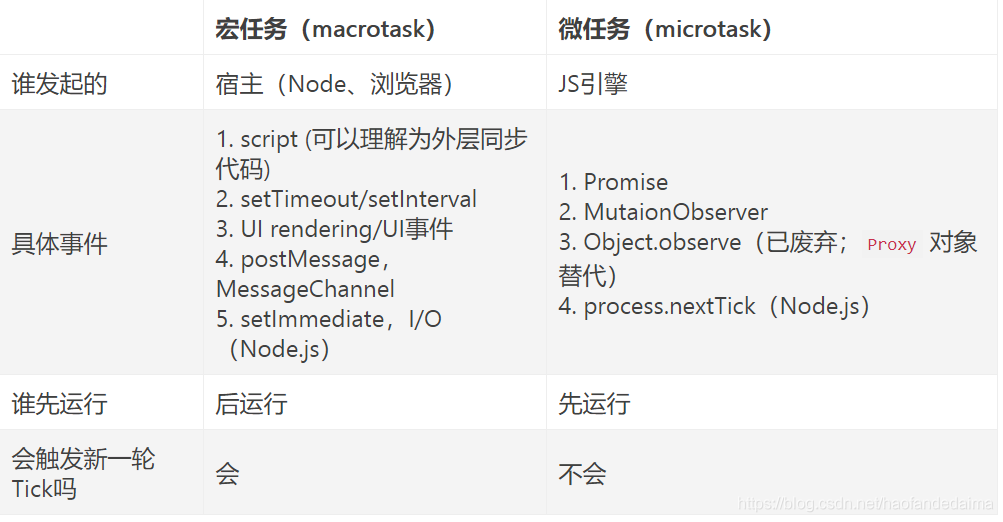 宏任务（macrotask） 微任务（microtask）
谁发起的 宿主（Node、浏览器） JS引擎
具体事件
1. script (可以理解为外层同步
代码)
2. setTimeout/setInterval
3. UI rendering/UI事件
4. postMessage，
MessageChannel
5. setImmediate，I/O
（Node.js）
1. Promise
2. MutaionObserver
3. Object.observe（已废弃；Proxy 对象
替代）
4. process.nextTick（Node.js）
谁先运行 后运行 先运行
会触发新一轮
Tick吗
会 不会
https://blog.csdn.net/haofandedaima